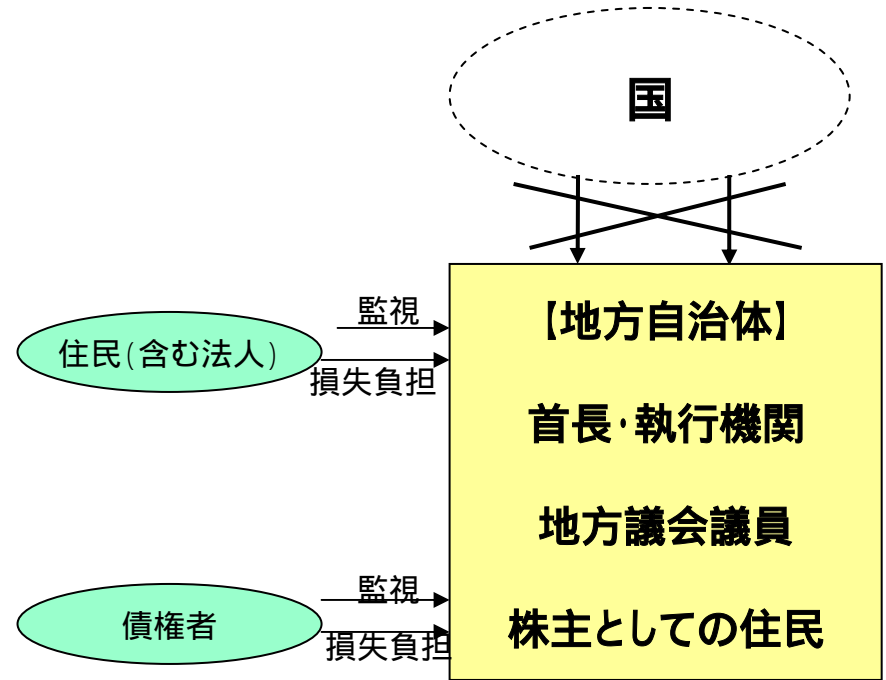 国
監視
住民(含む法人)
損失負担
【地方自治体】
首長・執行機関
地方議会議員
監視
債権者
損失負担
株主としての住民